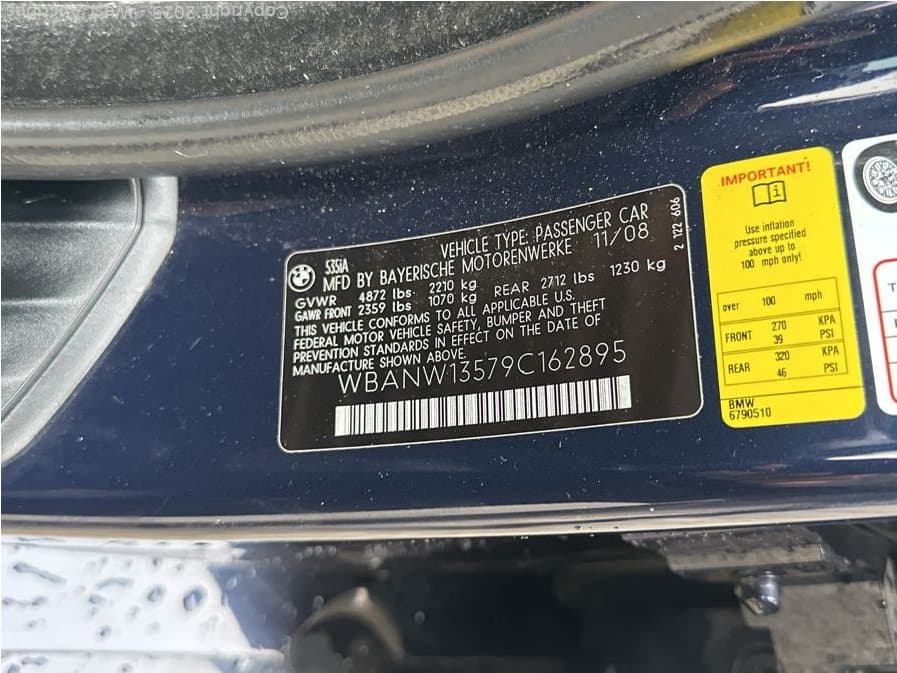 535iA VEHICLE TYPE: PASSENGER CAR
MFD BY BAYERISCHE MOTORENWERKE 11/08
GVWR 4872 lbs 2210 kg
GAWR FRONT 2359 lbs 1070 kg REAR 2712 lbs 1230 kg
THIS VEHICLE CONFORMS TO ALL APPLICABLE U.S.
FEDERAL MOTOR VEHICLE SAFETY, BUMPER AND THEFT
PREVENTION STANDARDS IN EFFECT ON THE DATE OF
MANUFACTURE SHOWN ABOVE.
WBANW13579C162895
2 122 606
IMPORTANT!
Use inflation
pressure specified
above up to
100 mph only!
over 100 mph
FRONT 270 KPA
39 PSI
REAR 320 KPA
46 PSI
BMW
6790510
Copyright 2025